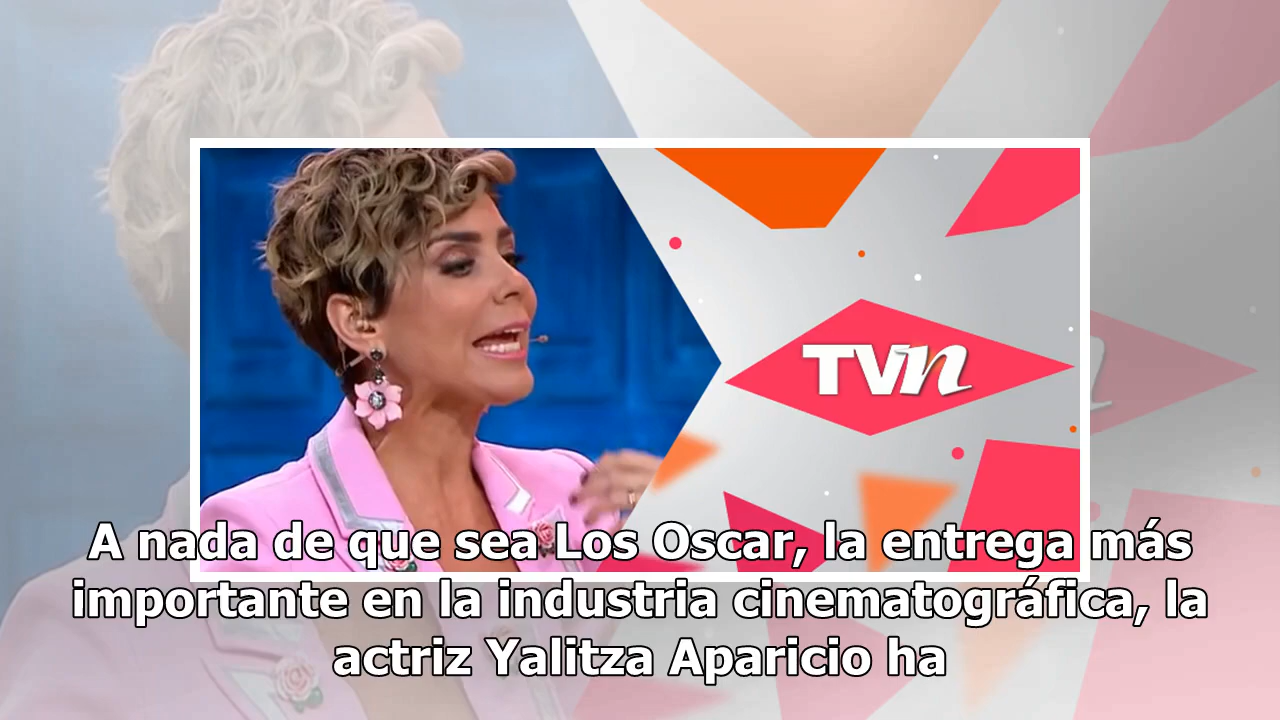 TVn
A nada de que sea Los Oscar, la entrega más
importante en la industria cinematográfica, la
actriz Yalitza Aparicio ha